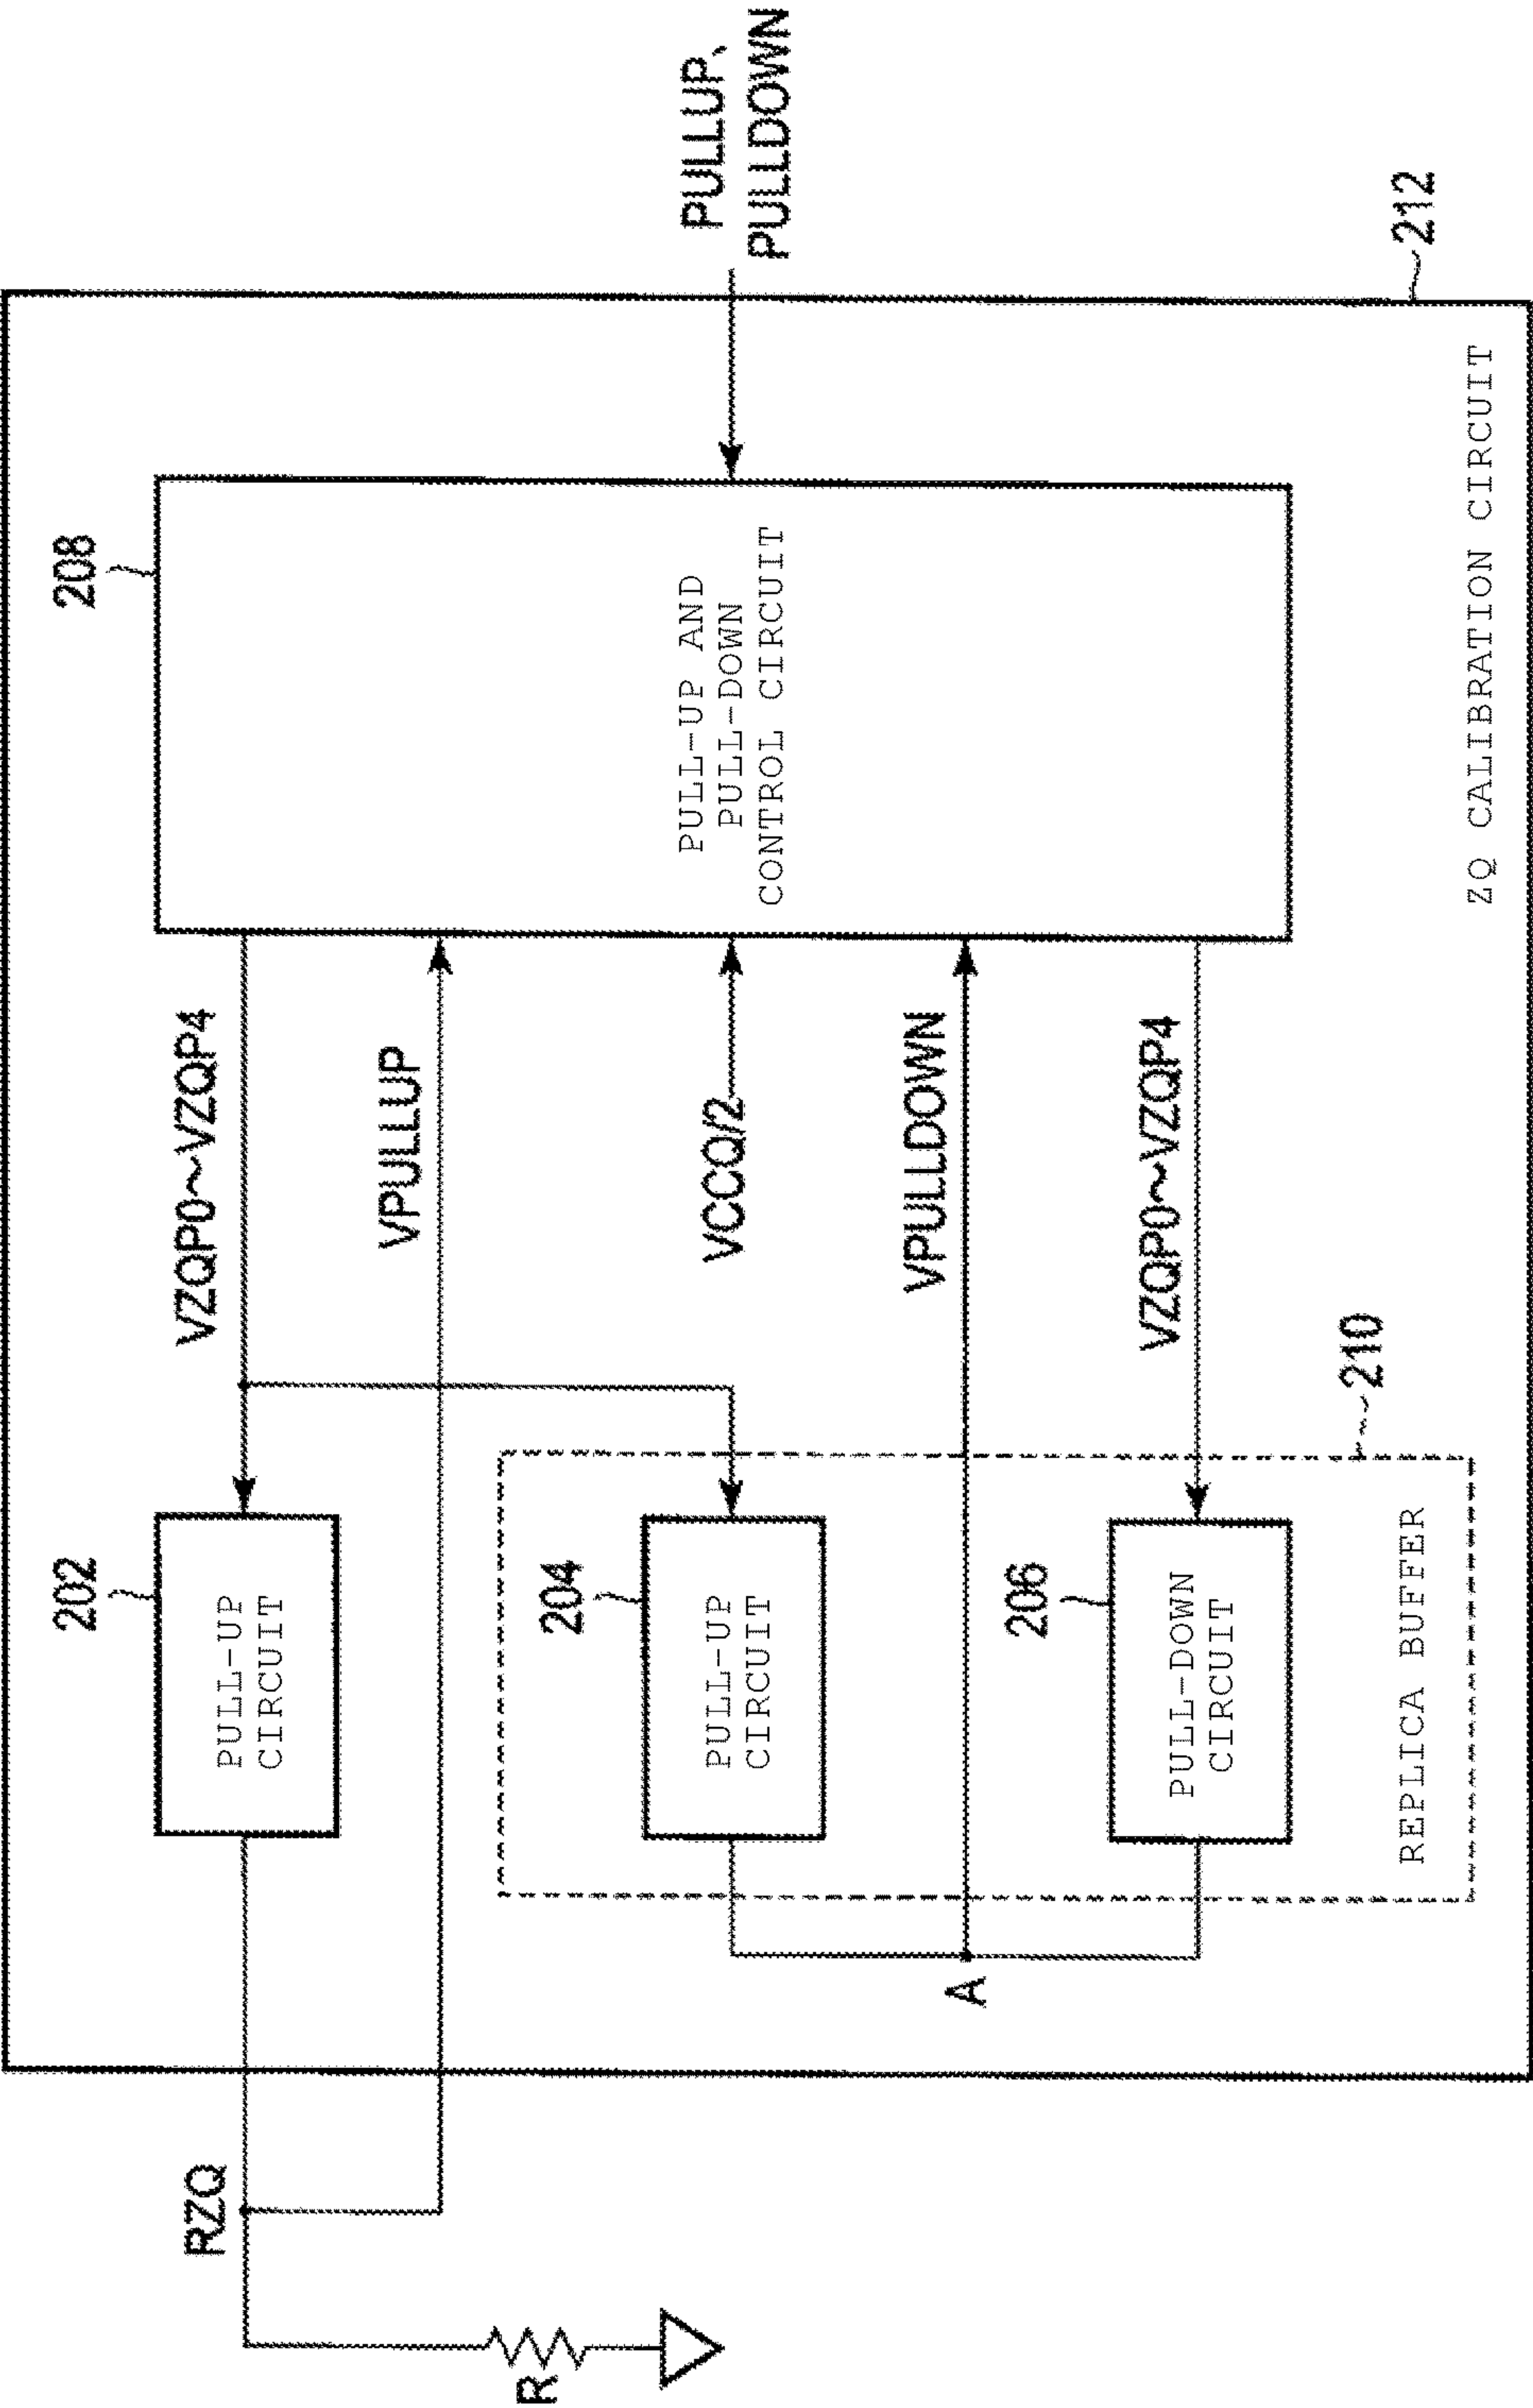 202
PULL-UP
CIRCUIT
RZQ
R
VZQP0~VZQP4
VPULLUP
208
PULL-UP AND
PULL-DOWN
CONTROL CIRCUIT
PULLUP、
PULLDOWN
204
PULL-UP
CIRCUIT
VCCQ/2
A
VPULLDOWN
206
PULL-DOWN
CIRCUIT
VZQP0~VZQP4
REPLICA BUFFER
210
ZQ CALIBRATION CIRCUIT
212